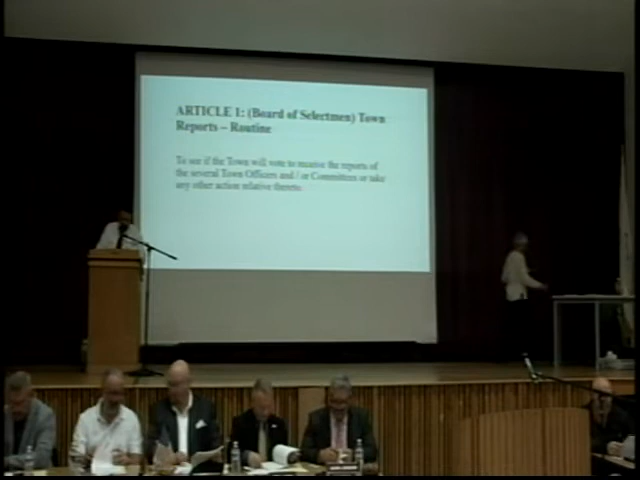 ARTICLE 1: (Board of Selectmen) Town
Reports – Routine
To see if the Town will vote to receive the reports of
the several Town Officers and / or Committees or take
any other action relative thereto.